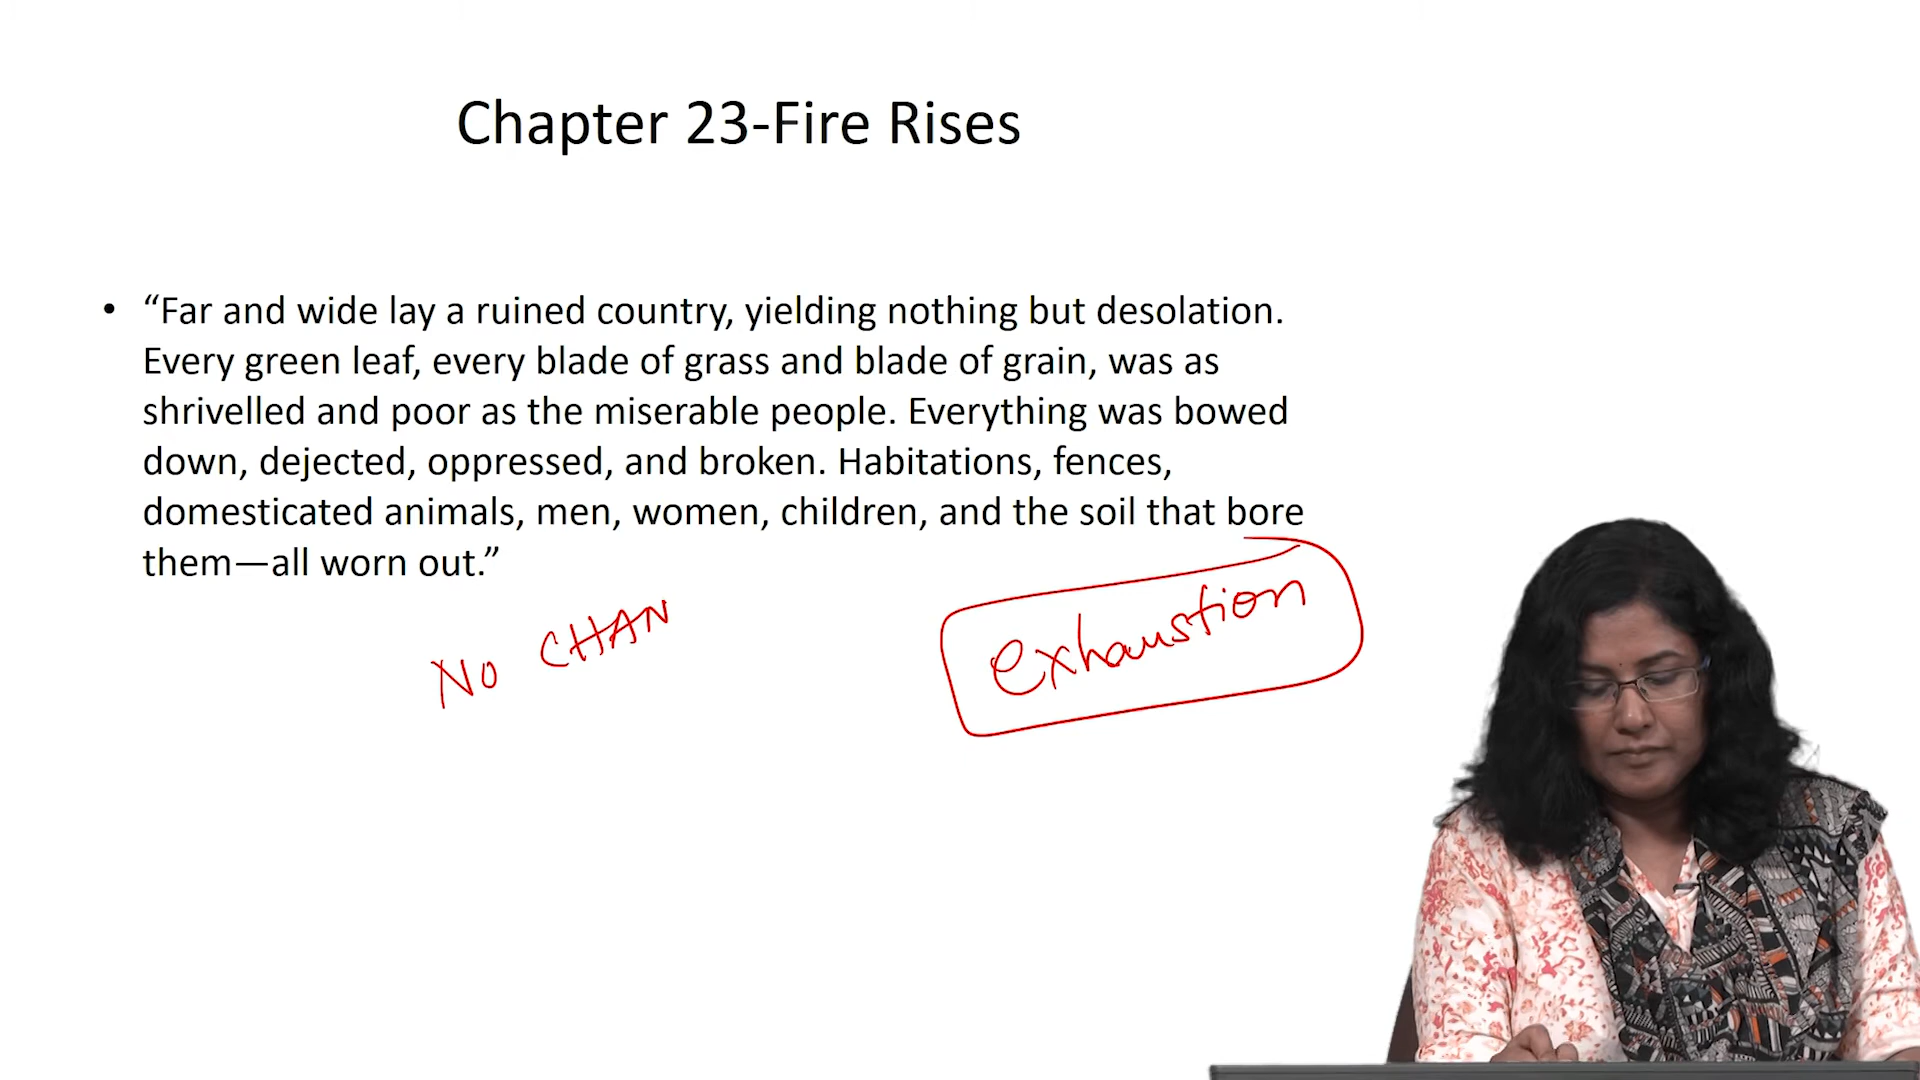 Chapter 23-Fire Rises
• “Far and wide lay a ruined country, yielding nothing but desolation.
Every green leaf, every blade of grass and blade of grain, was as
shrivelled and poor as the miserable people. Everything was bowed
down, dejected, oppressed, and broken. Habitations, fences,
domesticated animals, men, women, children, and the soil that bore
them—all worn out.”
NO CHAN
exhaustion